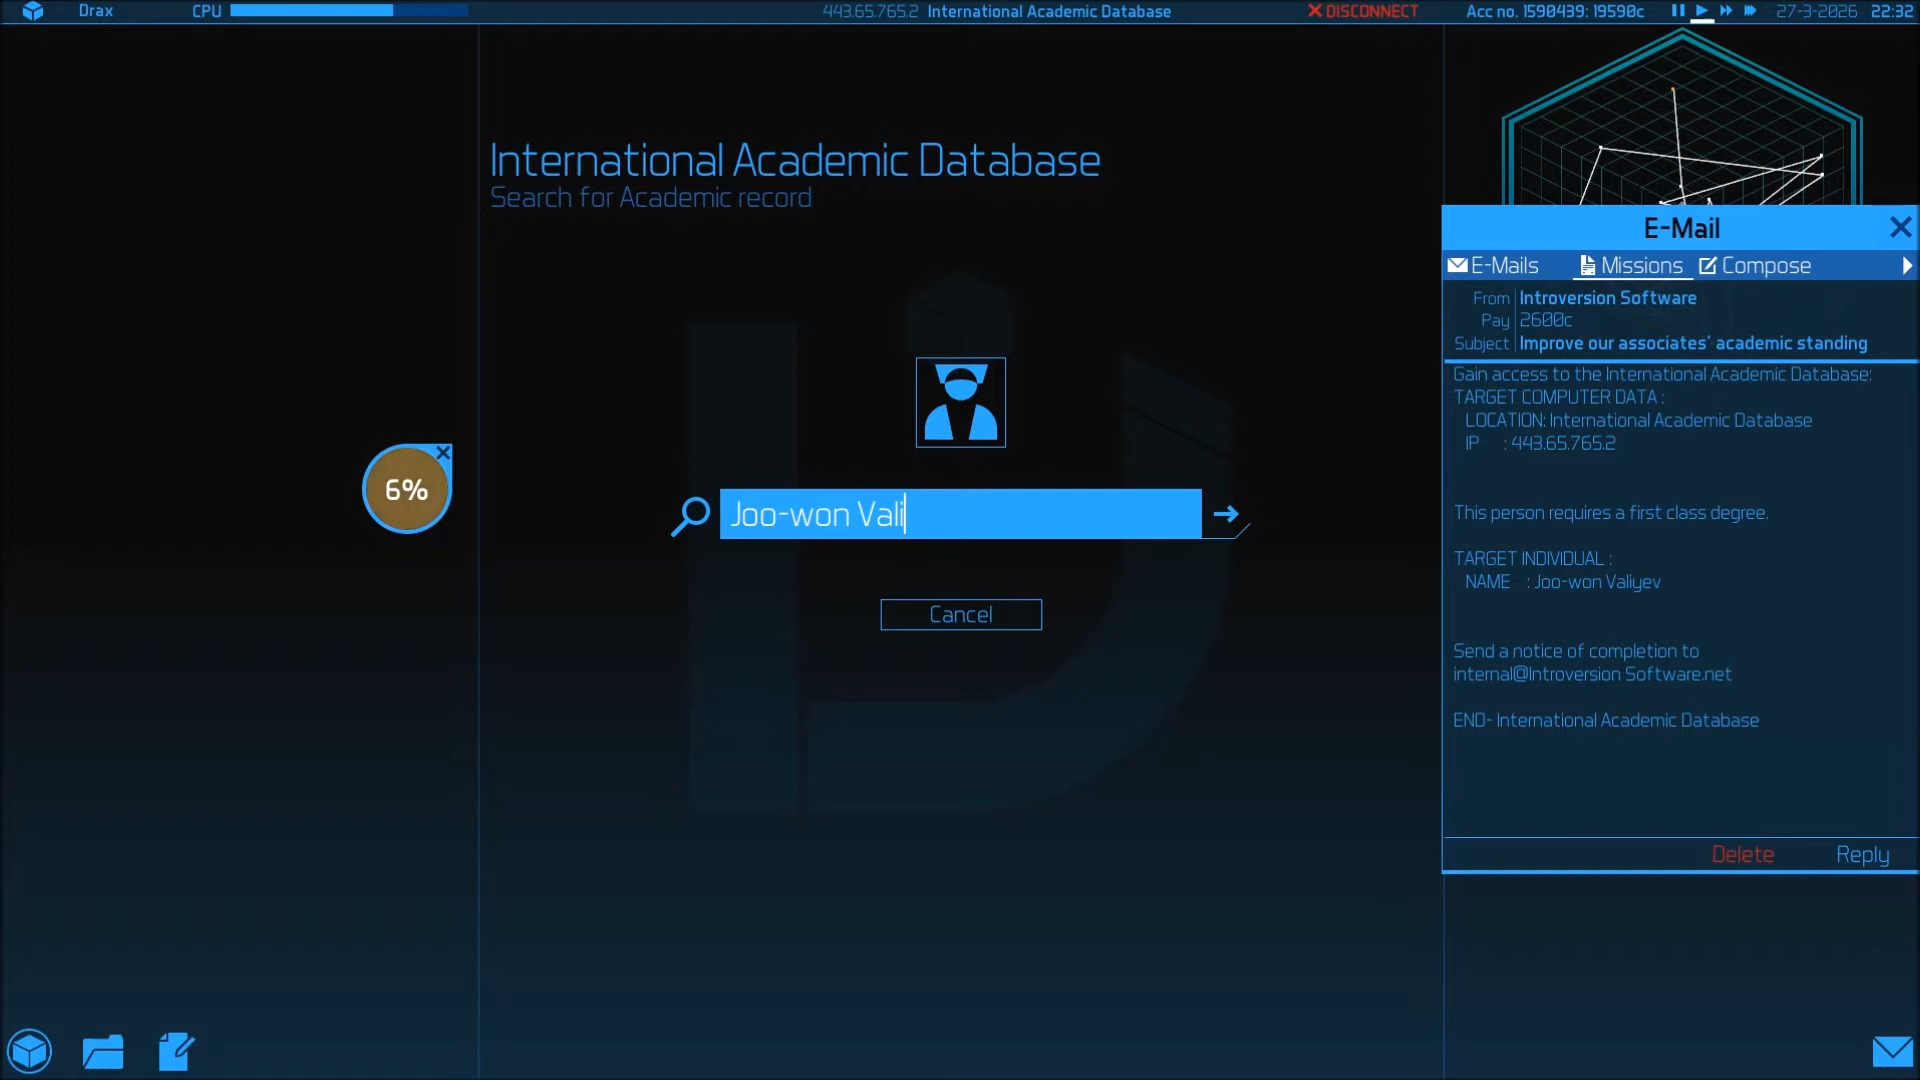 Drax
CPU
443.65.765.2 International Academic Database
DISCONNECT
Acc no. 1590439: 19590c
27-3-2026 22:32
International Academic Database
Search for Academic record
6%
Joo-won Vali
Cancel
E-Mail
E-Mails Missions Compose
From Introversion Software
Pay 2600c
Subject Improve our associates' academic standing
Gain access to the International Academic Database:
TARGET COMPUTER DATA :
LOCATION: International Academic Database
IP : 443.65.765.2
This person requires a first class degree.
TARGET INDIVIDUAL :
NAME : Joo-won Valiyev
Send a notice of completion to
internal@Introversion Software.net
END- International Academic Database
Delete Reply